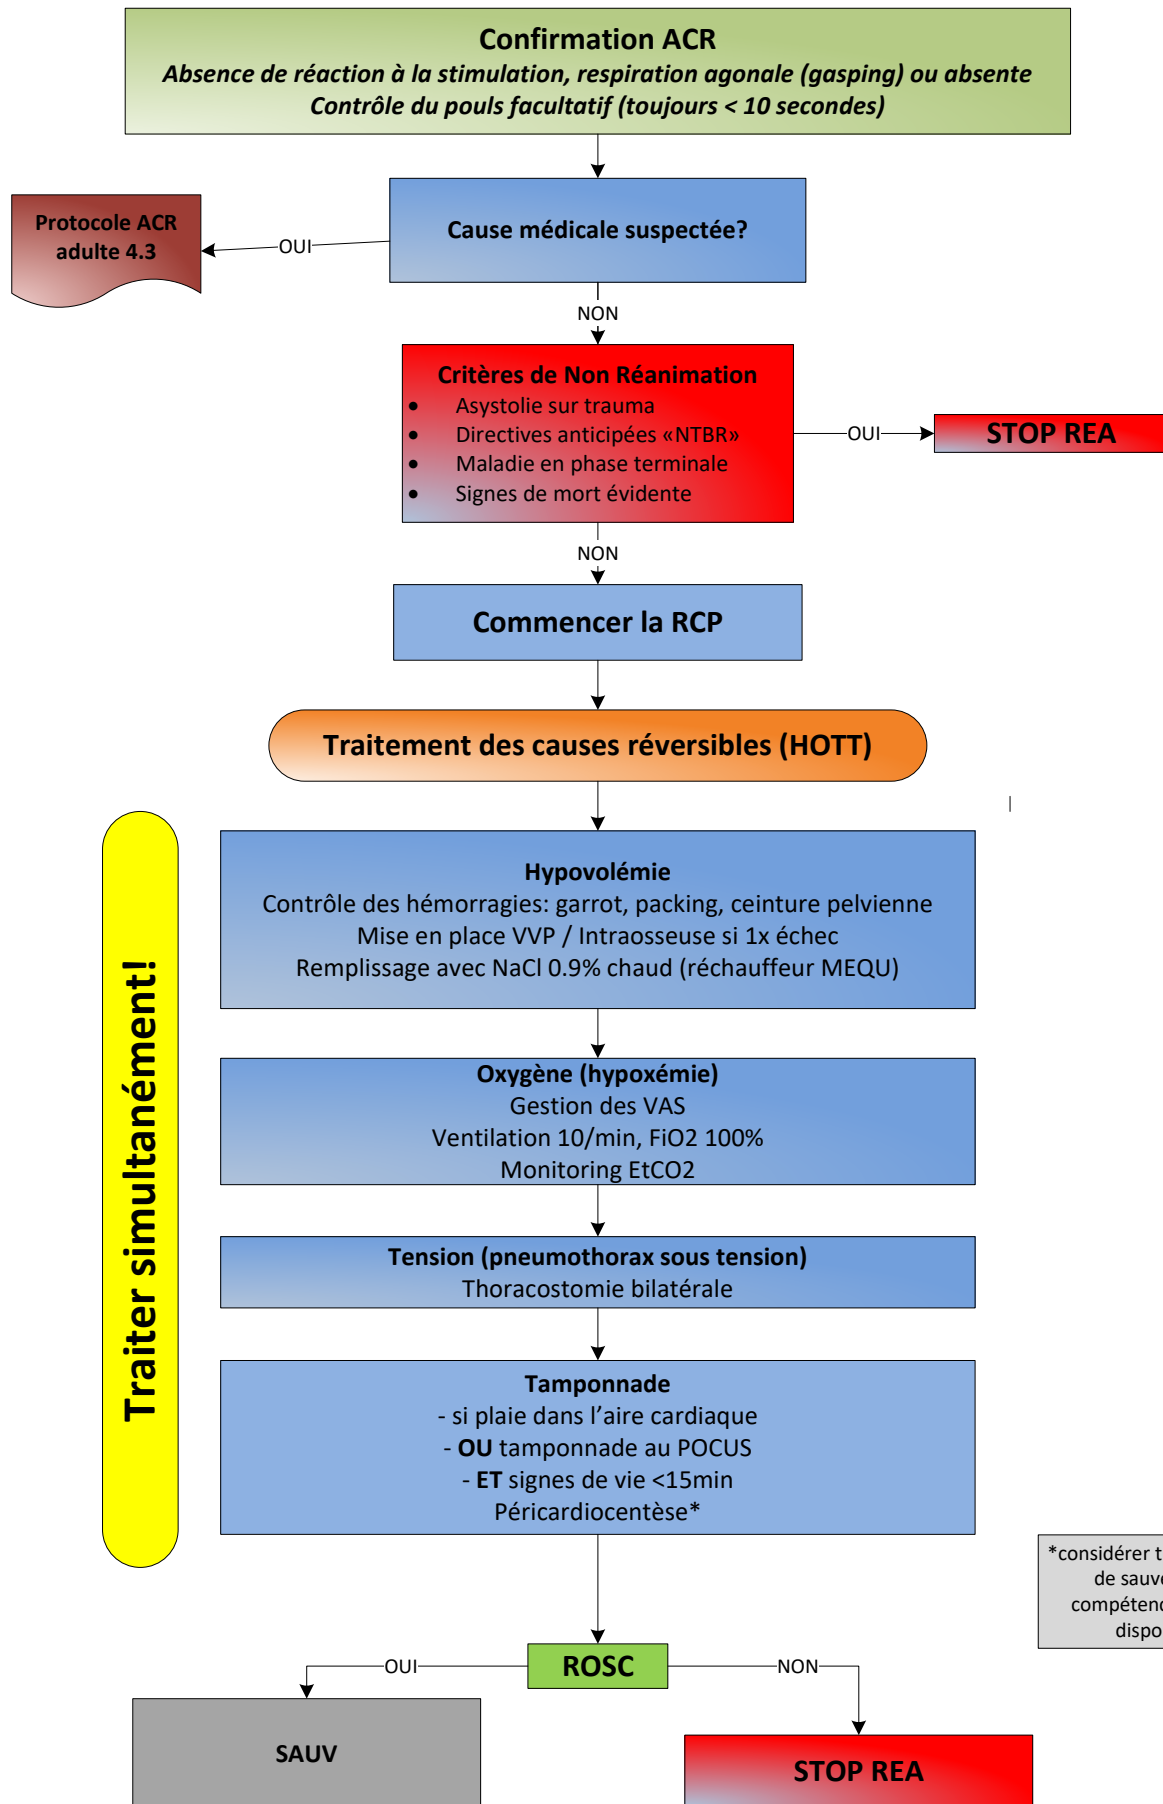 Confirmation ACR
Absence de réaction à la stimulation, respiration agonale (gasping) ou absente
Contrôle du pouls facultatif (toujours < 10 secondes)
Cause médicale suspectée?
OUI
Protocole ACR
adulte 4.3
NON
Critères de Non Réanimation
• Asystolie sur trauma
• Directives anticipées «NTBR»
• Maladie en phase terminale
• Signes de mort évidente
OUI
STOP REA
NON
Commencer la RCP
Traitement des causes réversibles (HOTT)
Traiter simultanément!
Hypovolémie
Contrôle des hémorragies: garrot, packing, ceinture pelvienne
Mise en place VVP / Intraosseuse si 1x échec
Remplissage avec NaCl 0.9% chaud (réchauffeur MEQU)
Oxygène (hypoxémie)
Gestion des VAS
Ventilation 10/min, FiO2 100%
Monitoring EtCO2
Tension (pneumothorax sous tension)
Thoracostomie bilatérale
Tamponnade
- si plaie dans l’aire cardiaque
- OU tamponnade au POCUS
- ET signes de vie <15min
Péricardiocentèse*
*considérer
de
ROSC
OUI
NON
SAUV
STOP REA